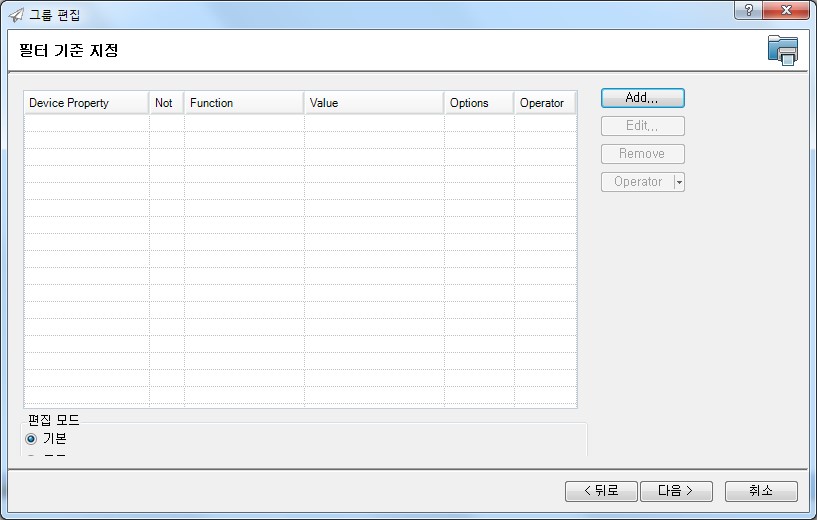 그룹 편집
?
필터 기준 지정
Device Property Not Function Value Options Operator
Add...
Edit...
Remove
Operator
편집 모드
기본
< 뒤로 다음 > 취소